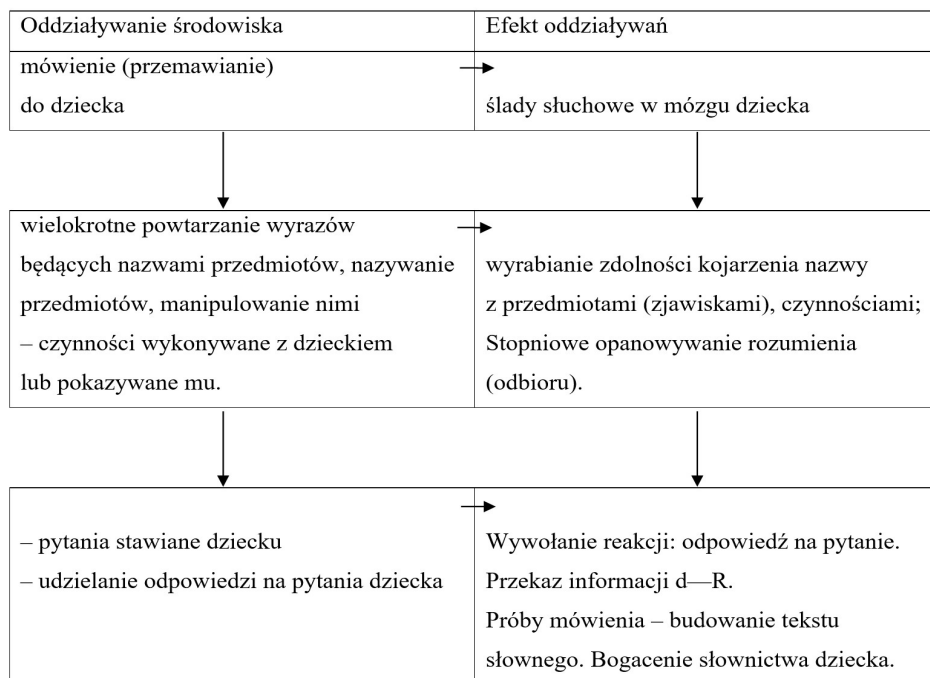 Oddziaływanie środowiska
Efekt oddziaływań
mówienie (przemawianie)
do dziecka
ślady słuchowe w mózgu dziecka
wielokrotne powtarzanie wyrazów
będących nazwami przedmiotów, nazywanie
przedmiotów, manipulowanie nimi
– czynności wykonywane z dzieckiem
lub pokazywane mu.
wyrabianie zdolności kojarzenia nazwy
z przedmiotami (zjawiskami), czynnościami;
Stopniowe opanowywanie rozumienia
(odbioru).
– pytania stawiane dziecku
– udzielanie odpowiedzi na pytania dziecka
Wywołanie reakcji: odpowiedź na pytanie.
Przekaz informacji d—R.
Próby mówienia – budowanie tekstu
słownego. Bogacenie słownictwa dziecka.